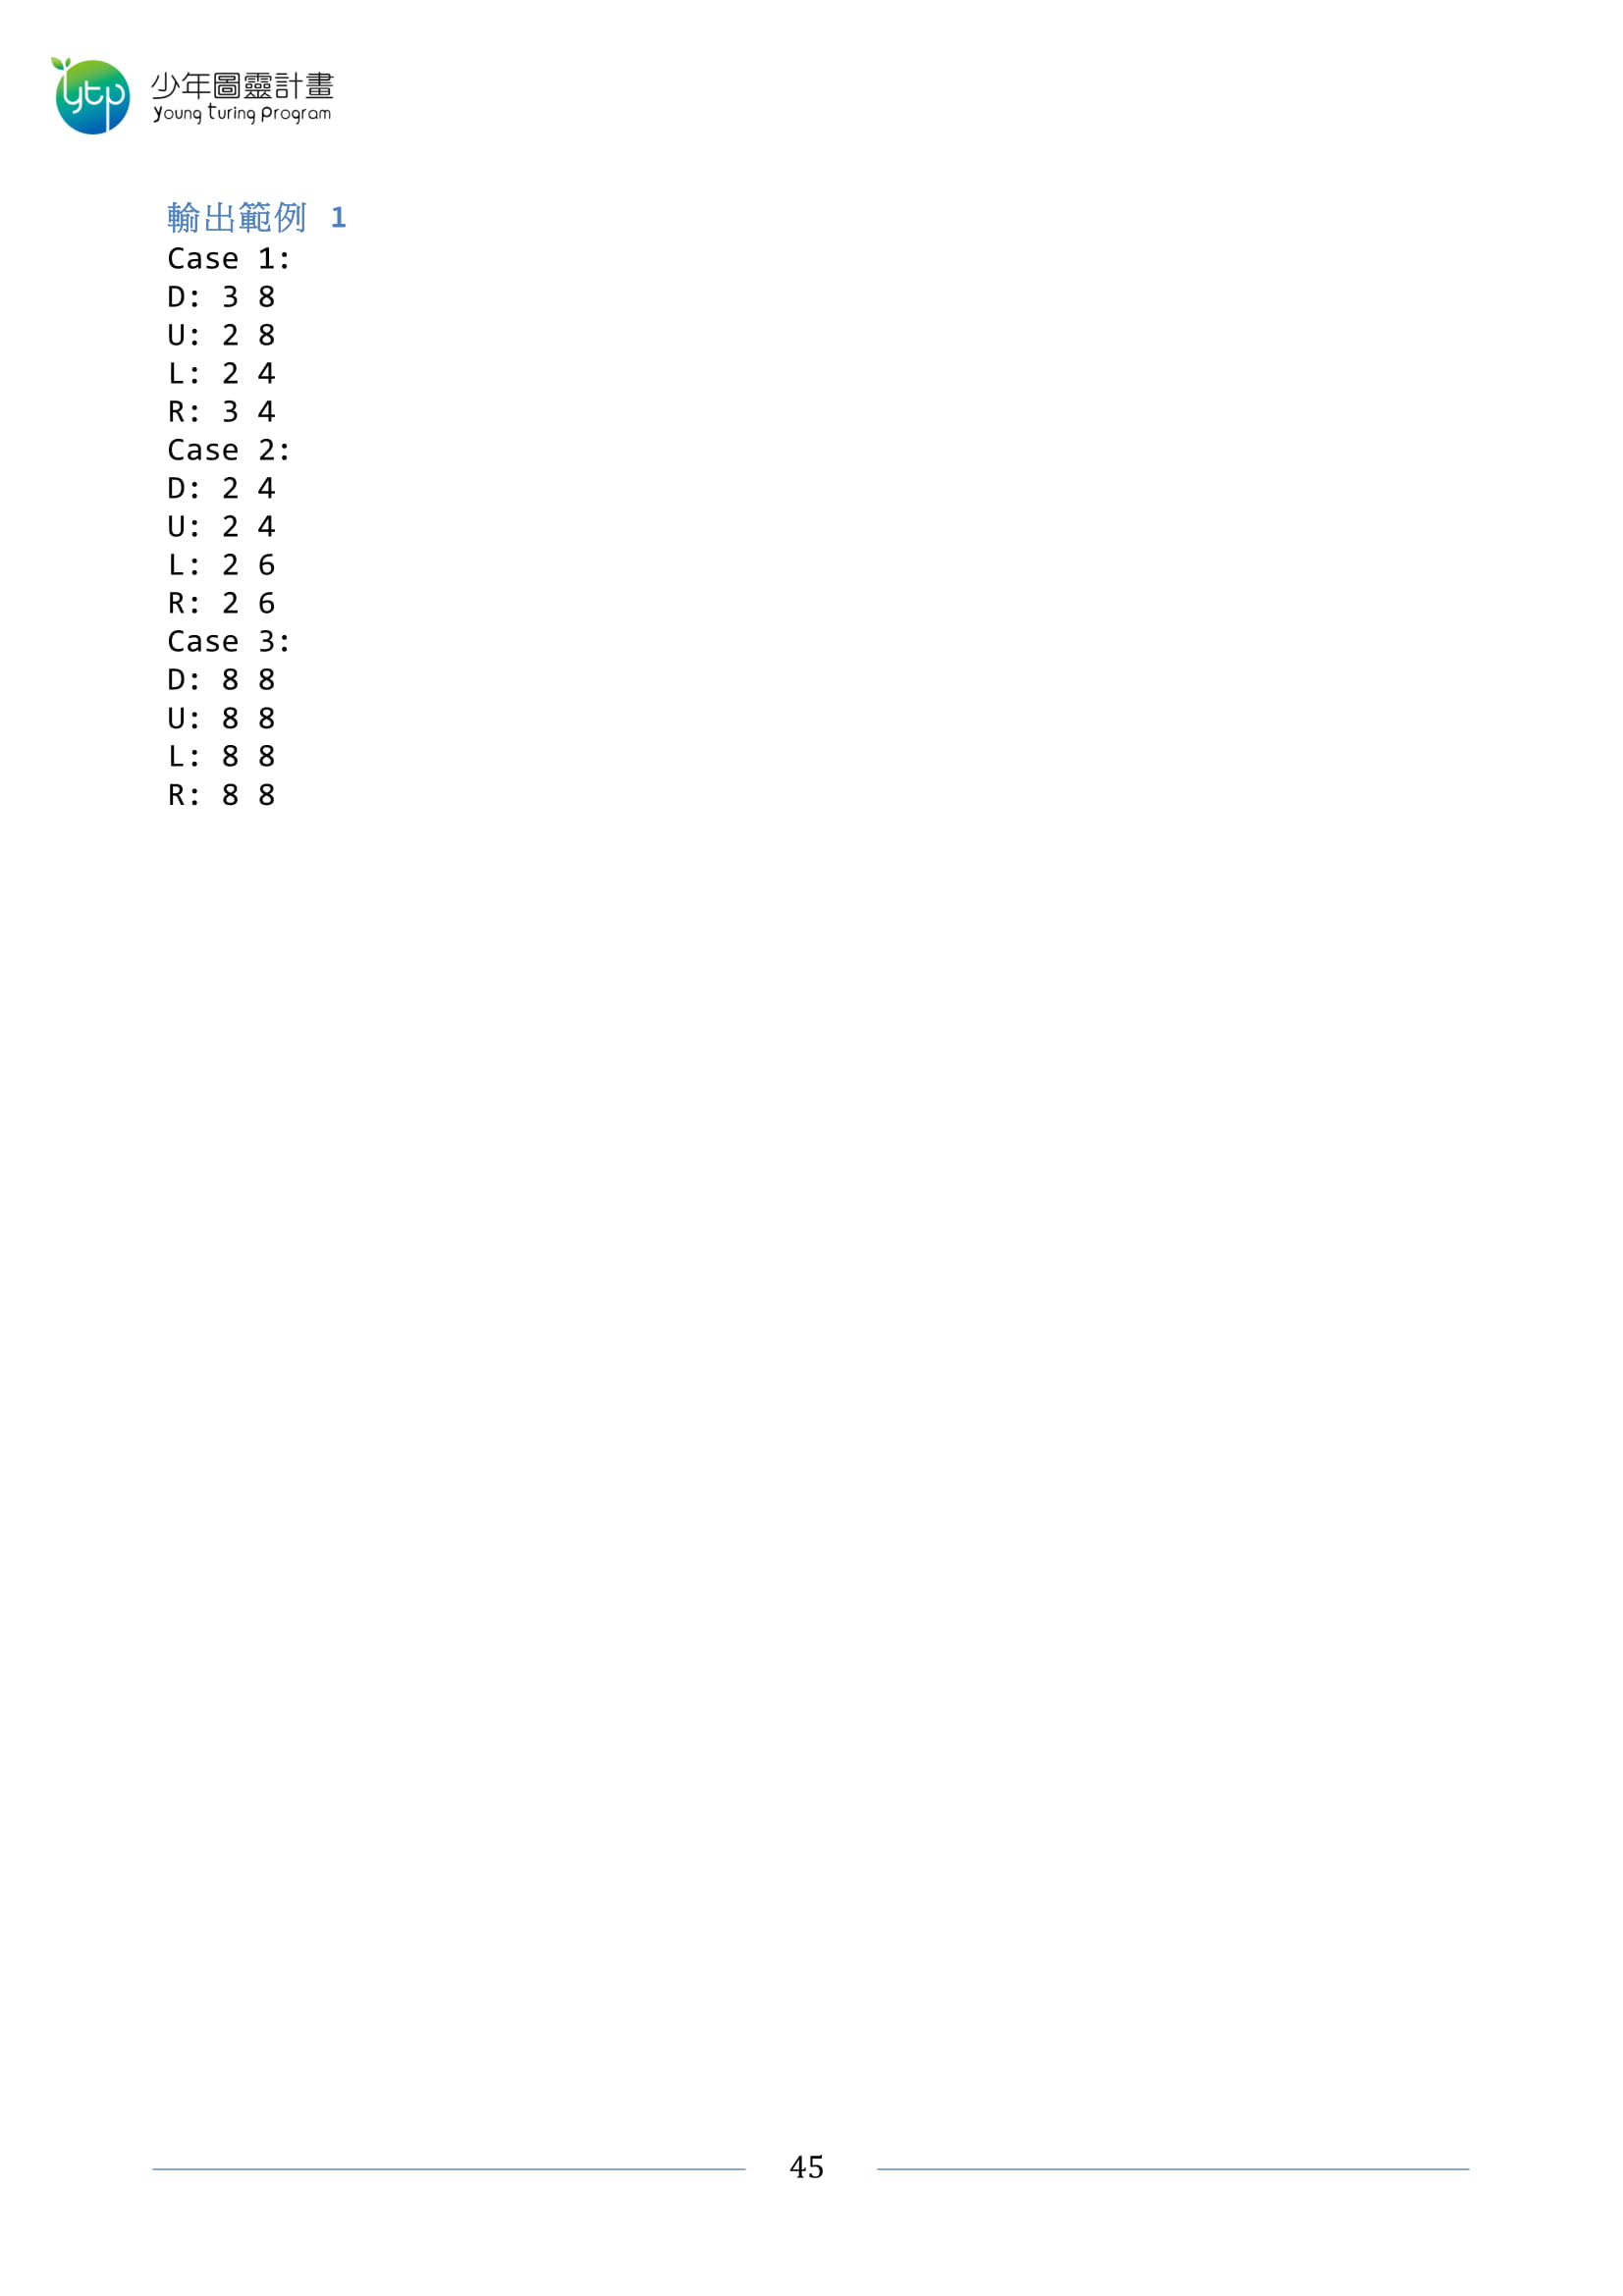 ytp
少年圖靈計畫
Young Turing Program
輸出範例 1
Case 1:
D: 3 8
U: 2 8
L: 2 4
R: 3 4
Case 2:
D: 2 4
U: 2 4
L: 2 6
R: 2 6
Case 3:
D: 8 8
U: 8 8
L: 8 8
R: 8 8
45